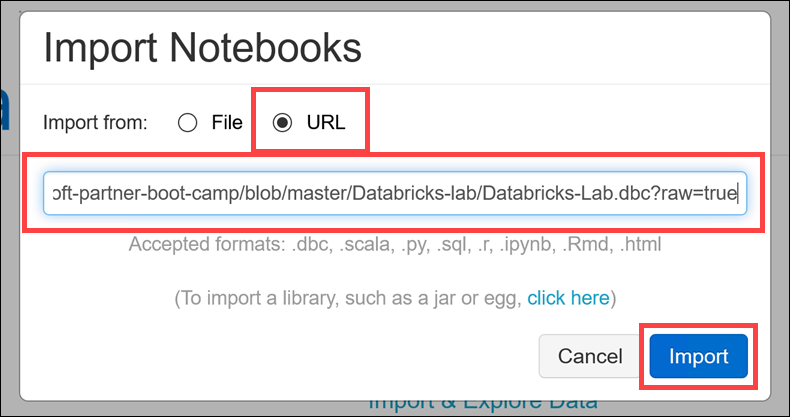 Import Notebooks
Import from: File URL
oft-partner-boot-camp/blob/master/Databricks-lab/Databricks-Lab.dbc?raw=true
Accepted formats: .dbc, .scala, .py, .sql, .r, .ipynb, .Rmd, .html
(To import a library, such as a jar or egg, click here)
Cancel Import
Import & Explore Data